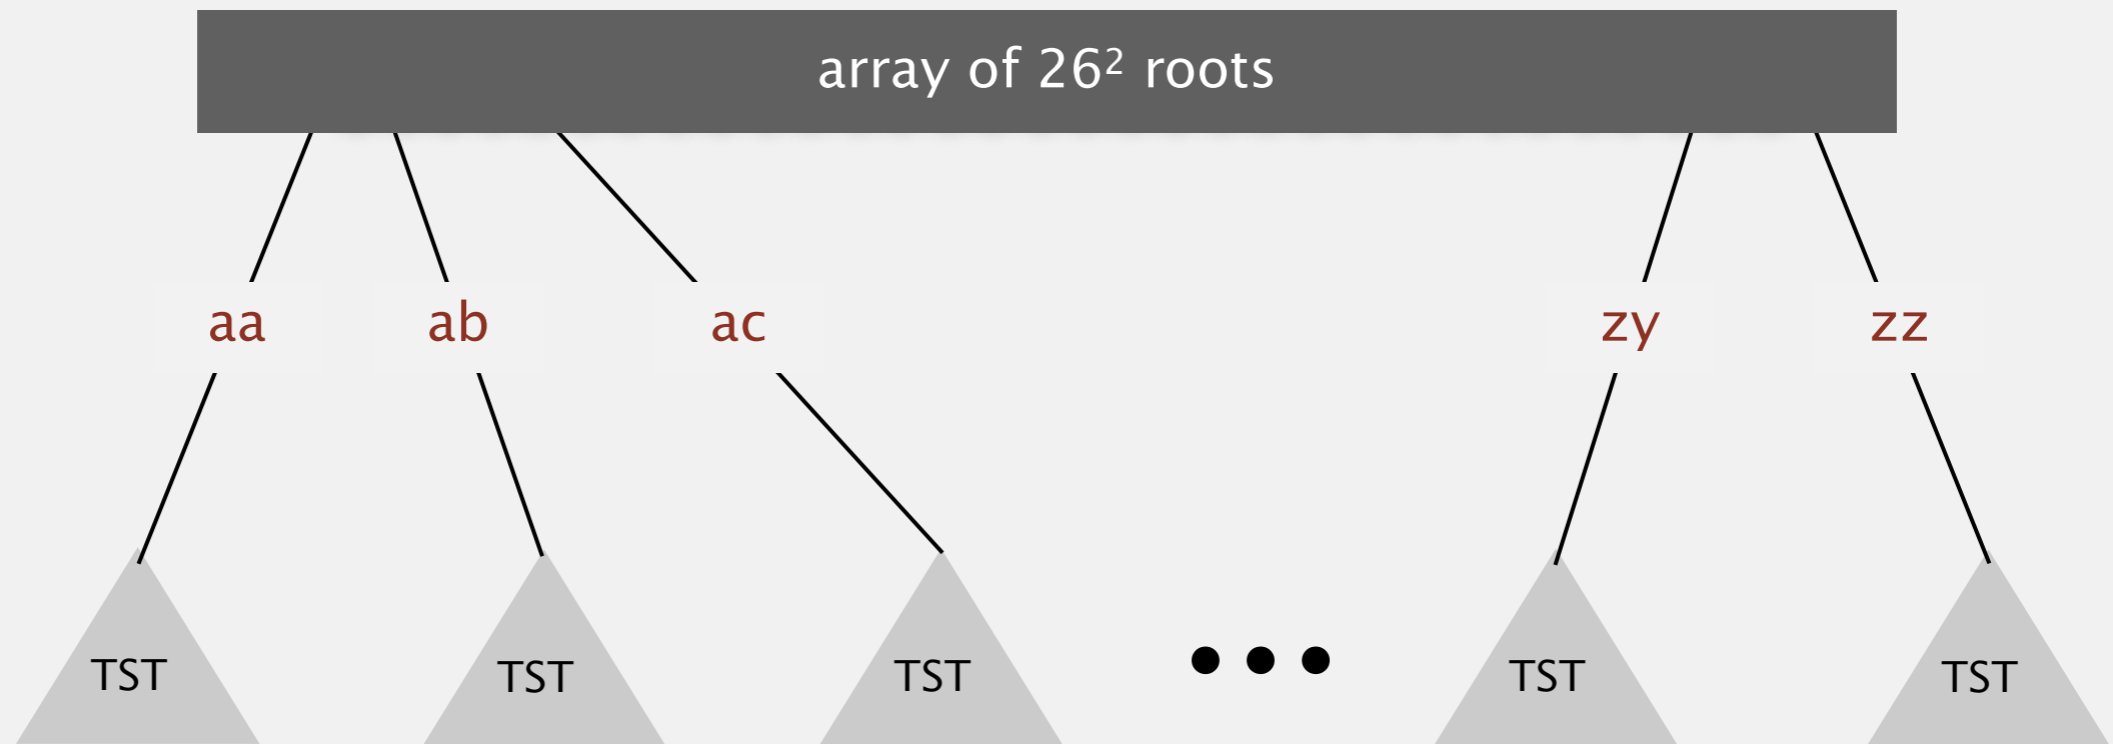 array of 26² roots
aa ab ac zy zz
TST TST TST ••• TST TST